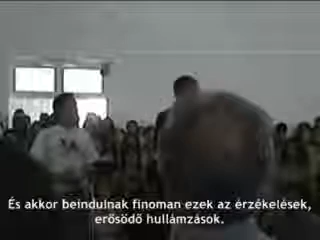 És akkor beindulnak finoman ezek az érzékelések,
erősödő hullámzások.